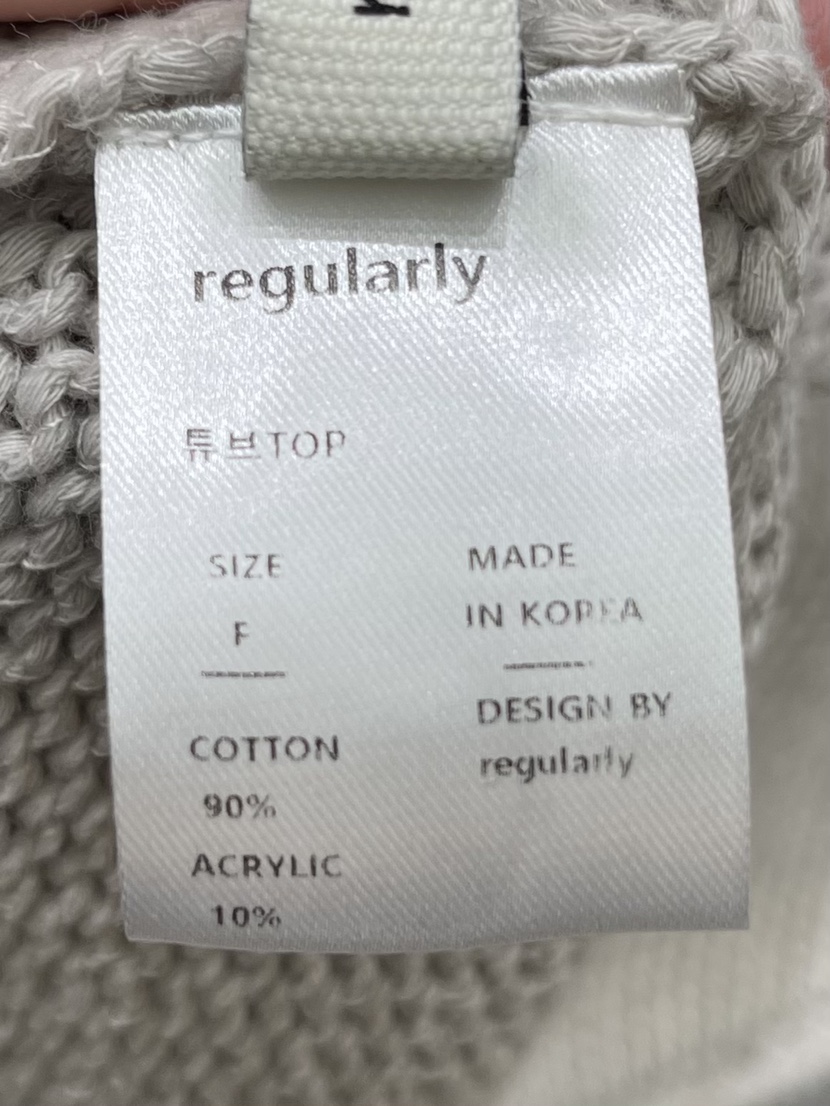 regularly
튜브TOP
SIZE
F
COTTON
90%
ACRYLIC
10%
MADE
IN KOREA
DESIGN BY
regularly